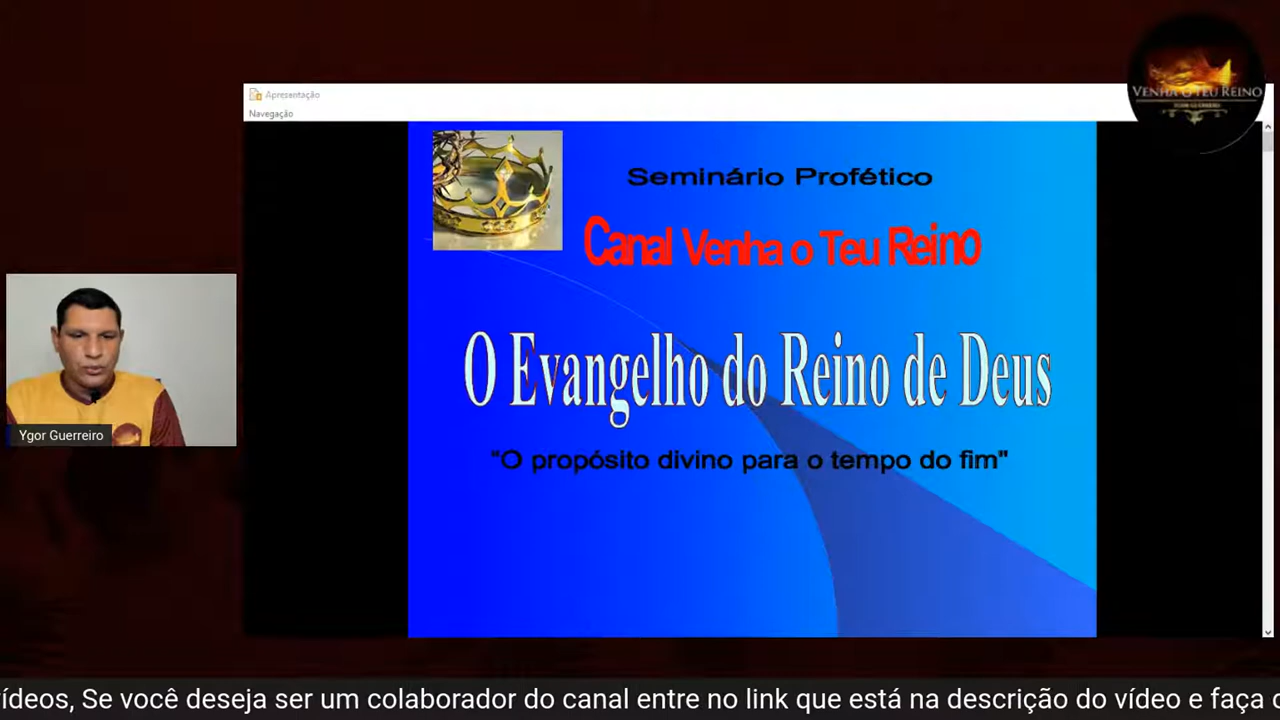 VENHA O TEU REINO
YGOR GUERREIRO
Apresentação
Navegação
Seminário Profético
Canal Venha o Teu Reino
O Evangelho do Reino de Deus
"O propósito divino para o tempo do fim"
Ygor Guerreiro
ídeos, Se você deseja ser um colaborador do canal entre no link que está na descrição do vídeo e faça